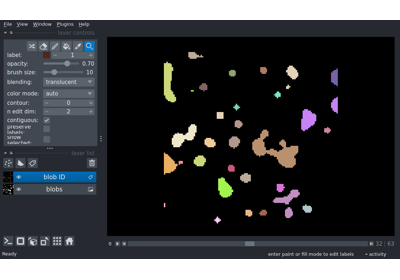 File View Window Plugins Help
layer controls
label: 1
opacity: 0.70
brush size: 10
blending: translucent
color mode: auto
contour: 0
n edit dim: 2
contiguous:
preserve
labels:
show
selected:
layer list
blob ID
blobs
0 32 63
Ready enter paint or fill mode to edit labels activity